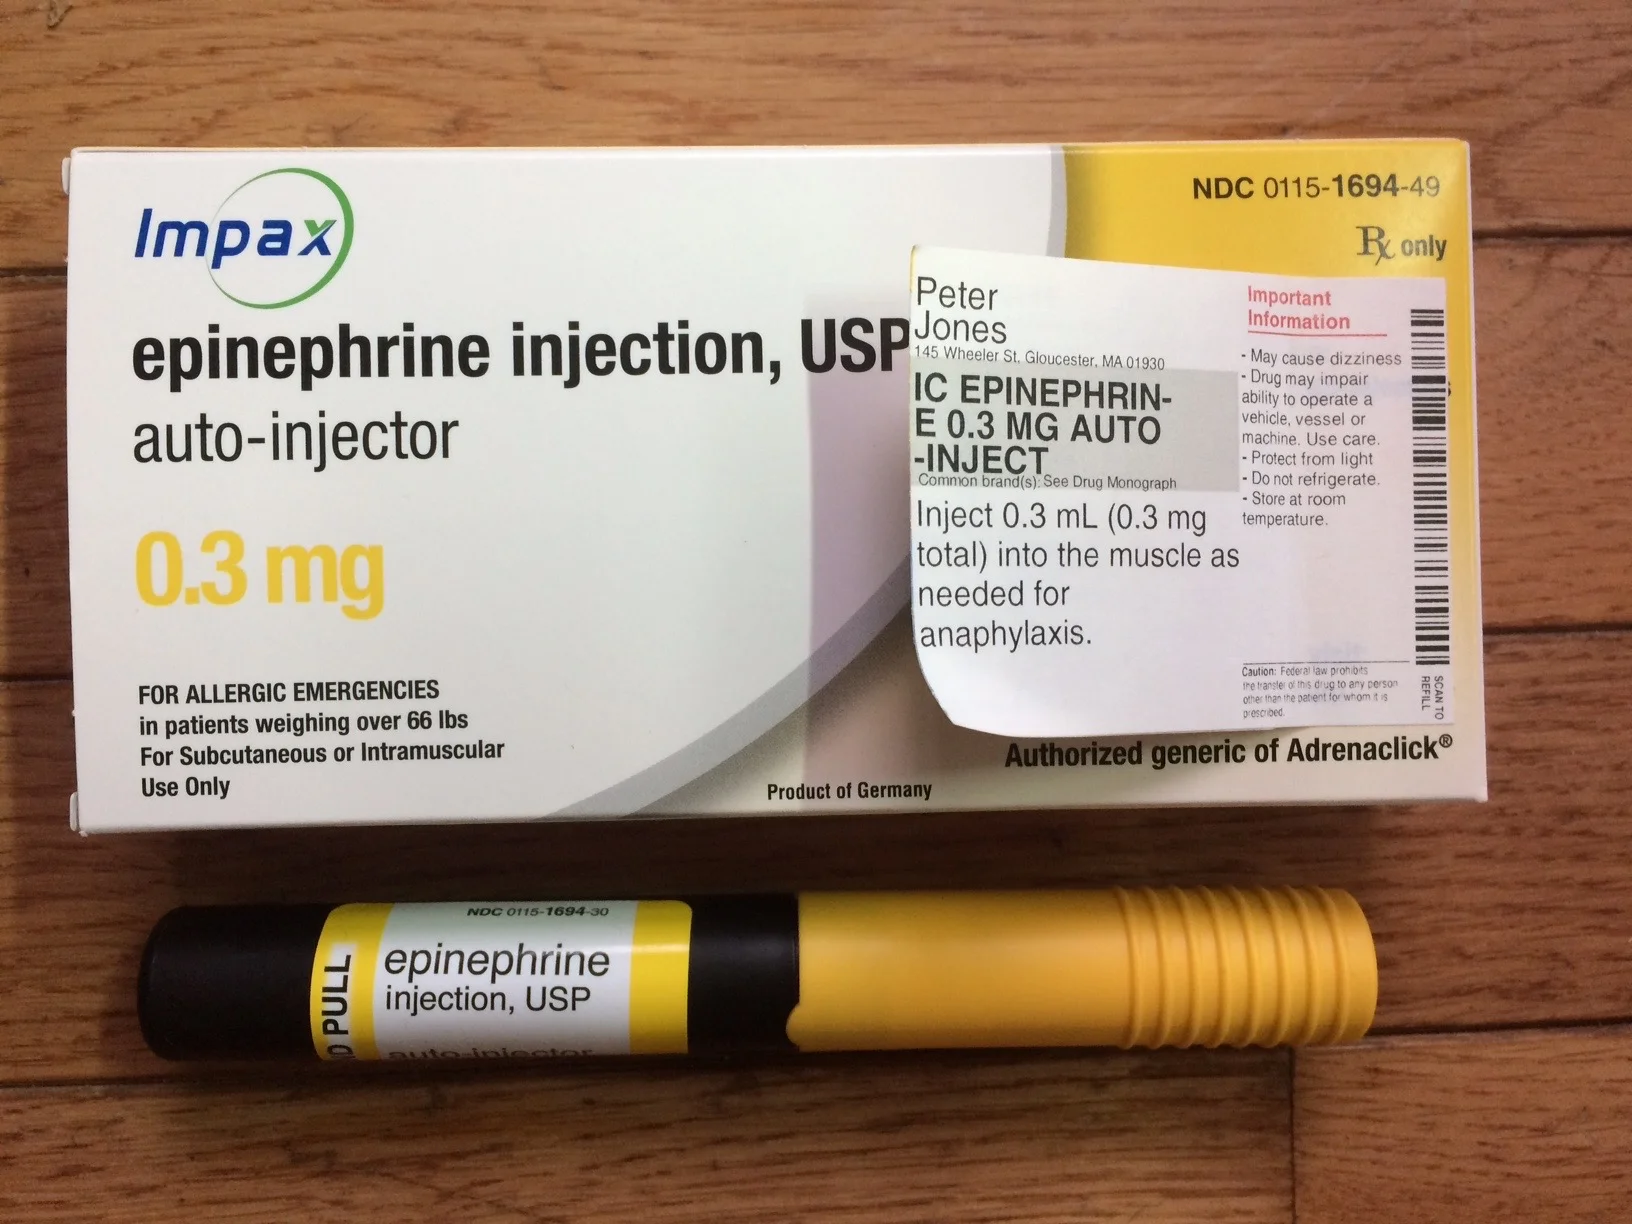 Impax
NDC 0115-1694-49
Rx only
epinephrine injection, USP
auto-injector
0.3 mg
FOR ALLERGIC EMERGENCIES
in patients weighing over 66 lbs
For Subcutaneous or Intramuscular
Use Only
Product of Germany
Authorized generic of Adrenaclick®
Peter
Jones
145 Wheeler St. Gloucester, MA 01930
IC EPINEPHRIN-
E 0.3 MG AUTO
-INJECT
Common brand(s): See Drug Monograph
Inject 0.3 mL (0.3 mg
total) into the muscle as
needed for
anaphylaxis.
Important
Information
- May cause dizziness
- Drug may impair
ability to operate a
vehicle, vessel or
machine. Use care.
- Protect from light
- Do not refrigerate.
- Store at room
temperature.
Caution: Federal law prohibits
the transfer of this drug to any person
other than the patient for whom it is
prescribed.
SCAN TO
REFILL
PULL
NDC 0115-1694-30
epinephrine
injection, USP
auto-injector